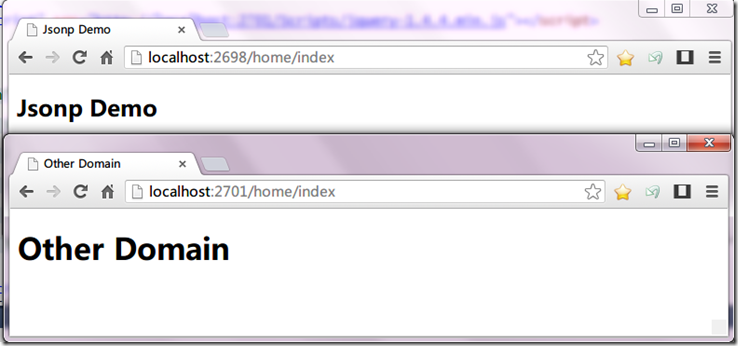 Jsonp Demo
localhost:2698/home/index
Jsonp Demo
Other Domain
localhost:2701/home/index
Other Domain